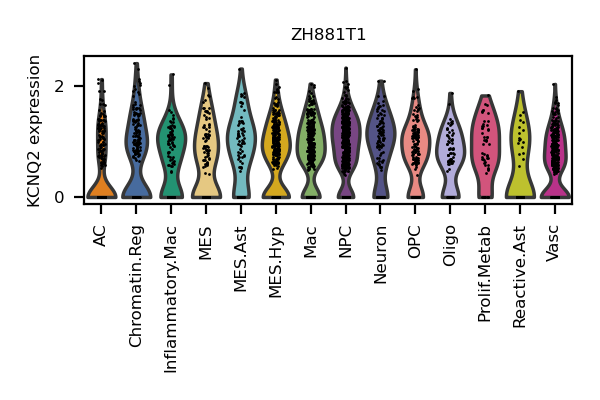 ZH881T1
KCNQ2 expression
2
0
AC
Chromatin.Reg
Inflammatory.Mac
MES
MES.Ast
MES.Hyp
Mac
NPC
Neuron
OPC
Oligo
Prolif.Metab
Reactive.Ast
Vasc